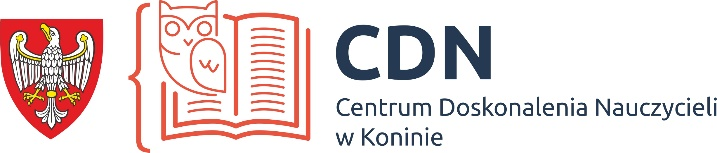 CDN
Centrum Doskonalenia Nauczycieli
w Koninie